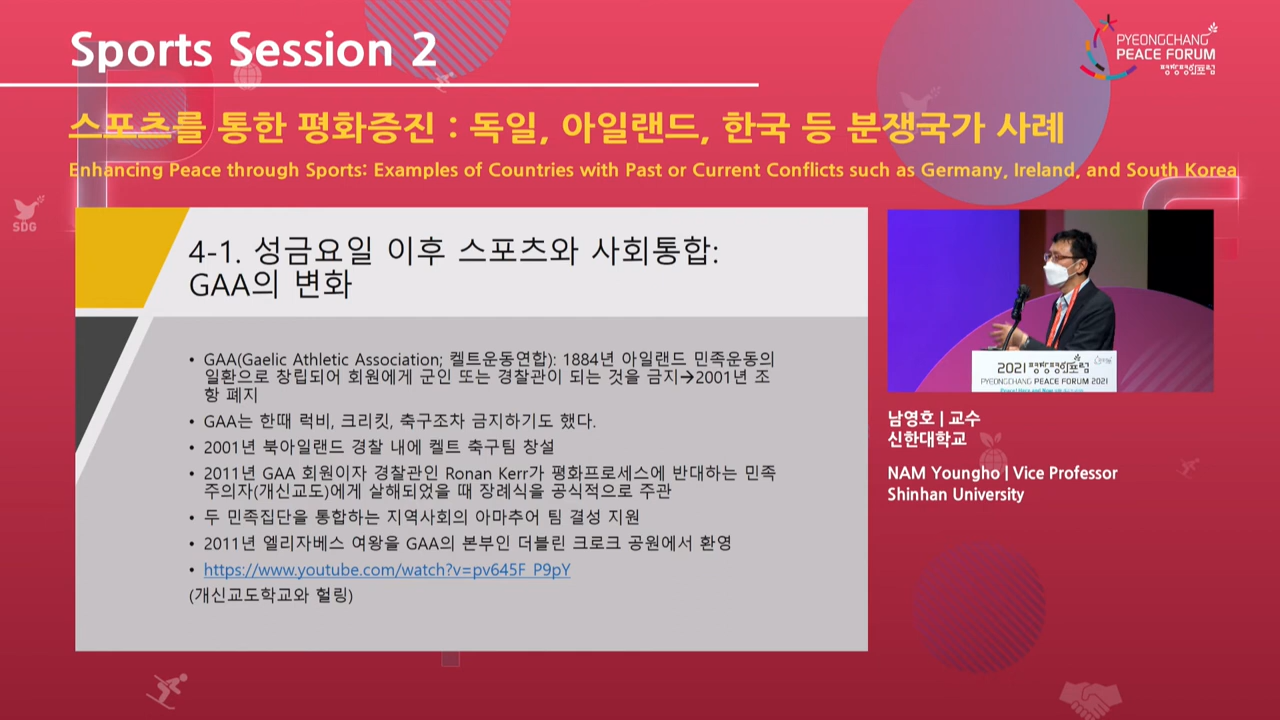 Sports Session 2
PYEONGCHANG
PEACE FORUM
평창평화포럼
스포츠를 통한 평화증진 : 독일, 아일랜드, 한국 등 분쟁국가 사례
Enhancing Peace through Sports: Examples of Countries with Past or Current Conflicts such as Germany, Ireland, and South Korea
SDG
4-1. 성금요일 이후 스포츠와 사회통합:
GAA의 변화
• GAA(Gaelic Athletic Association; 켈트운동연합): 1884년 아일랜드 민족운동의
일환으로 창립되어 회원에게 군인 또는 경찰관이 되는 것을 금지→2001년 조
항 폐지
• GAA는 한때 럭비, 크리킷, 축구조차 금지하기도 했다.
• 2001년 북아일랜드 경찰 내에 켈트 축구팀 창설
• 2011년 GAA 회원이자 경찰관인 Ronan Kerr가 평화프로세스에 반대하는 민족
주의자(개신교도)에게 살해되었을 때 장례식을 공식적으로 주관
• 두 민족집단을 통합하는 지역사회의 아마추어 팀 결성 지원
• 2011년 엘리자베스 여왕을 GAA의 본부인 더블린 크로크 공원에서 환영
• https://www.youtube.com/watch?v=pv645F_P9pY
(개신교도학교와 헐링)
2021 평창평화포럼
PYEONGCHANG PEACE FORUM 2021
남영호 | 교수
신한대학교
NAM Youngho | Vice Professor
Shinhan University